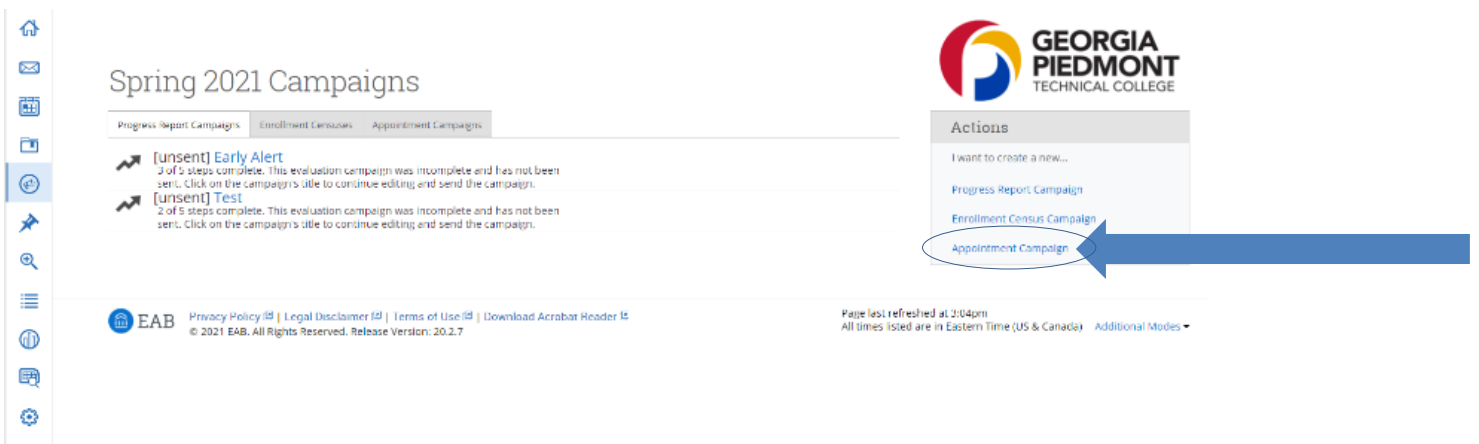 GEORGIA
PIEDMONT
TECHNICAL COLLEGE
Spring 2021 Campaigns
Progress Report Campaigns Enrollment Censuses Appointment Campaigns
[unsent] Early Alert
3 of 5 steps complete. This evaluation campaign was incomplete and has not been
sent. Click on the campaign's title to continue editing and send the campaign.
[unsent] Test
2 of 5 steps complete. This evaluation campaign was incomplete and has not been
sent. Click on the campaign's title to continue editing and send the campaign.
Actions
I want to create a new...
Progress Report Campaign
Enrollment Census Campaign
Appointment Campaign
EAB
Privacy Policy | Legal Disclaimer | Terms of Use | Download Acrobat Reader
© 2021 EAB. All Rights Reserved. Release Version: 20.2.7
Page last refreshed at 3:04pm
All times listed are in Eastern Time (US & Canada) Additional Modes